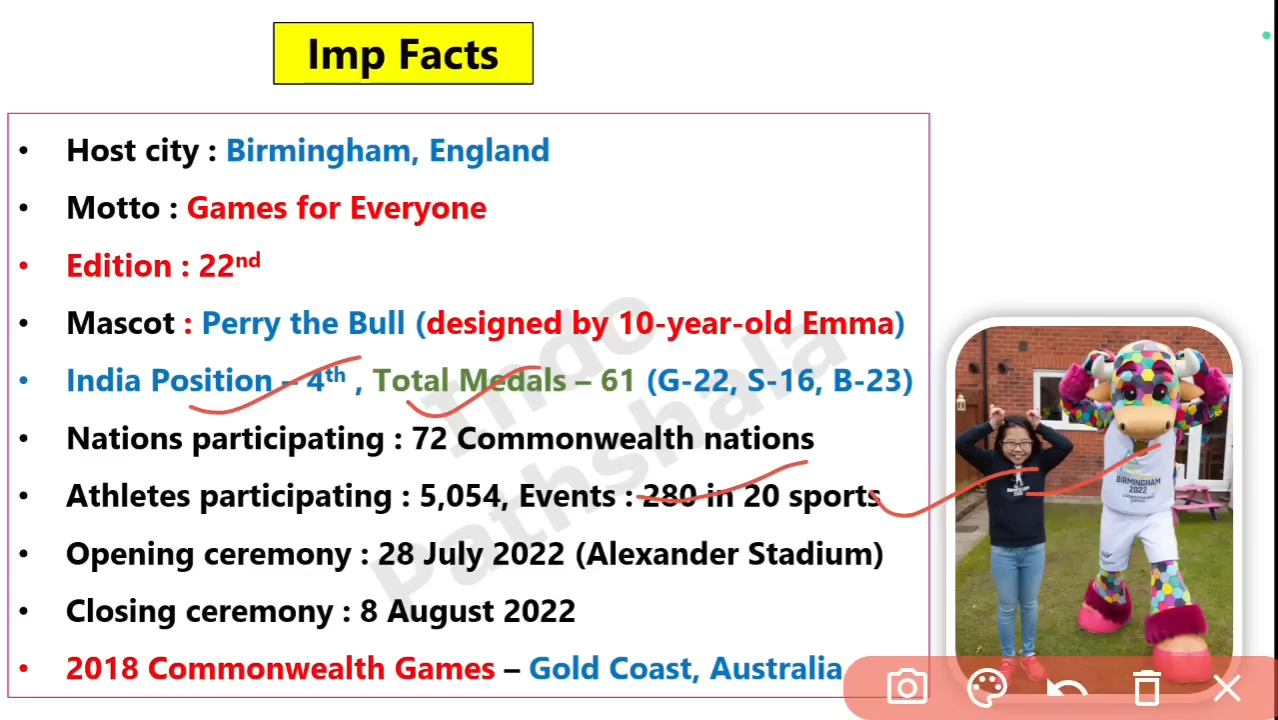 Imp Facts
• Host city : Birmingham, England
• Motto : Games for Everyone
• Edition : 22nd
• Mascot : Perry the Bull (designed by 10-year-old Emma)
• India Position – 4th , Total Medals – 61 (G-22, S-16, B-23)
• Nations participating : 72 Commonwealth nations
• Athletes participating : 5,054, Events : 280 in 20 sports
• Opening ceremony : 28 July 2022 (Alexander Stadium)
• Closing ceremony : 8 August 2022
• 2018 Commonwealth Games – Gold Coast, Australia
Indo
Pathshala
BIRMINGHAM
2022